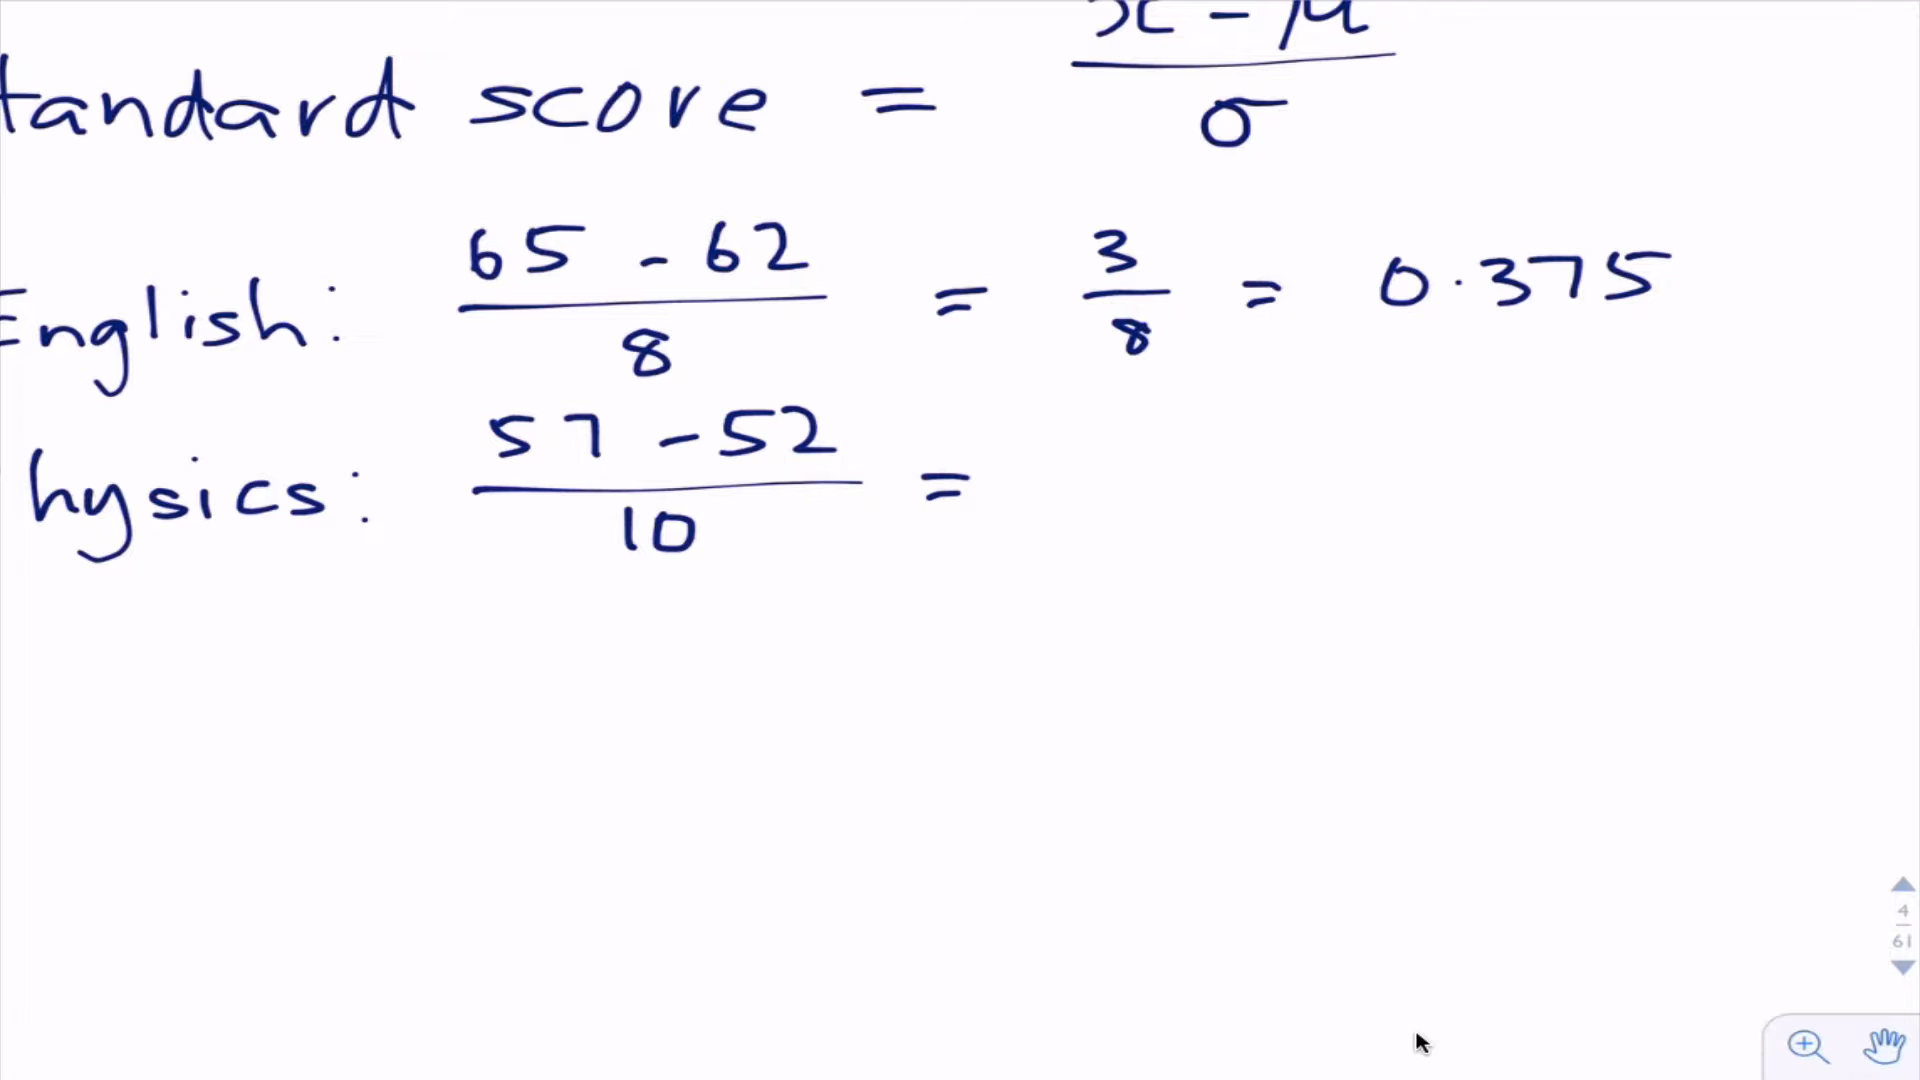 x - μ
tandard score = ———
σ
English: 65 - 62 / 8 = 3/8 = 0.375
hysics: 57 - 52 / 10 =
4
61